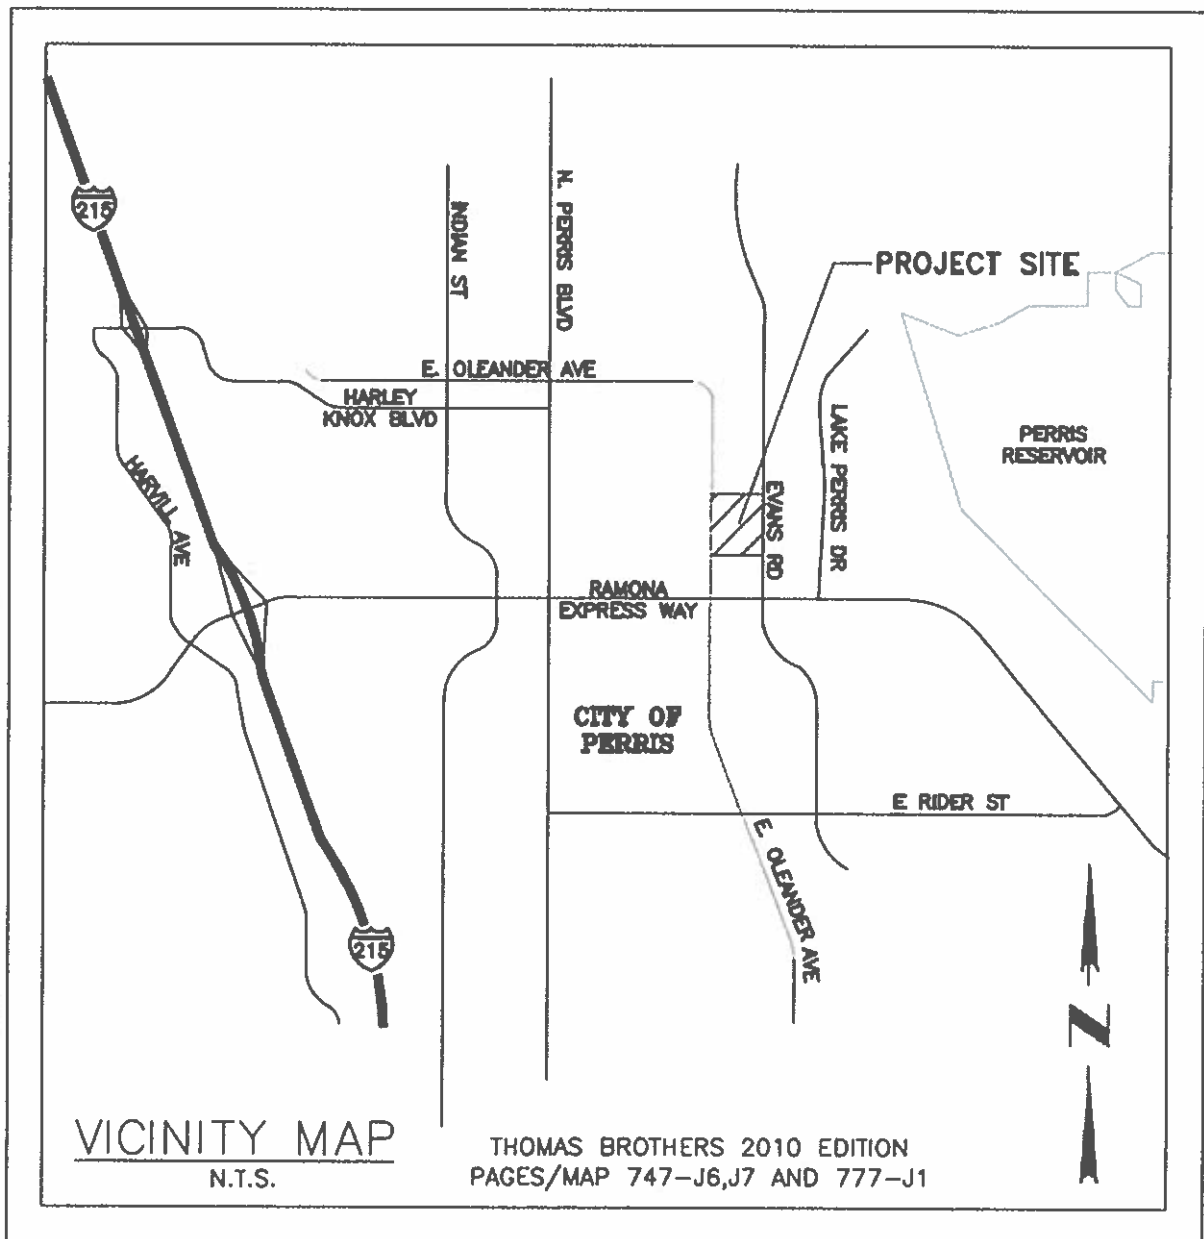 215
INDIAN ST
N. PERRIS BLVD
PROJECT SITE
E. OLEANDER AVE
HARLEY
KNOX BLVD
LAKE PERRIS DR
PERRIS
RESERVOIR
HARVILL AVE
EVANS RD
RAMONA
EXPRESS WAY
CITY OF
PERRIS
E RIDER ST
E. OLEANDER AVE
215
N
VICINITY MAP
N.T.S.
THOMAS BROTHERS 2010 EDITION
PAGES/MAP 747-J6,J7 AND 777-J1